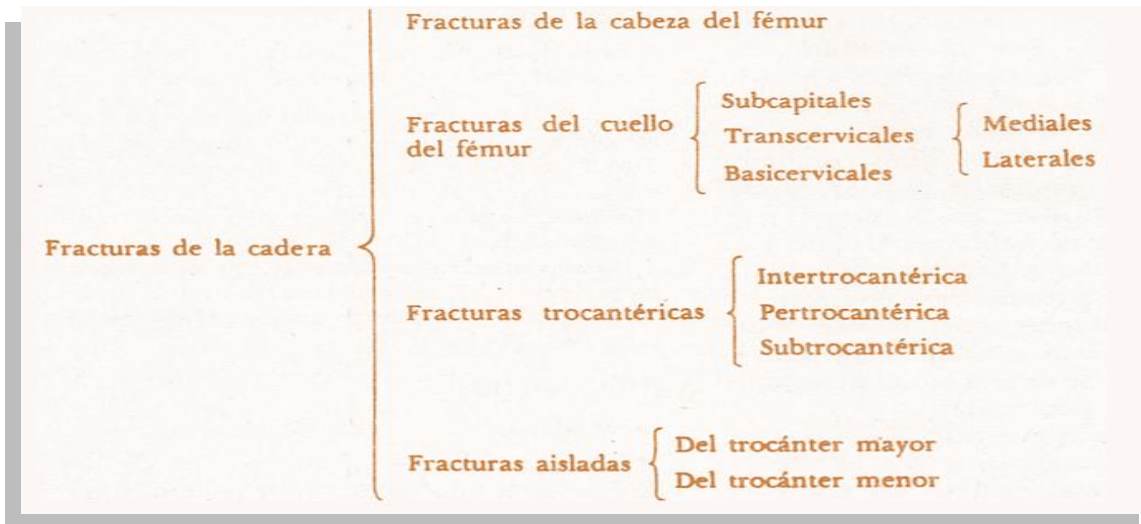 Fracturas de la cabeza del fémur
Fracturas del cuello
del fémur
Subcapitales
Transcervicales
Basicervicales
Mediales
Laterales
Fracturas de la cadera
Fracturas trocantéricas
Intertrocantérica
Pertrocantérica
Subtrocantérica
Fracturas aisladas
Del trocánter mayor
Del trocánter menor